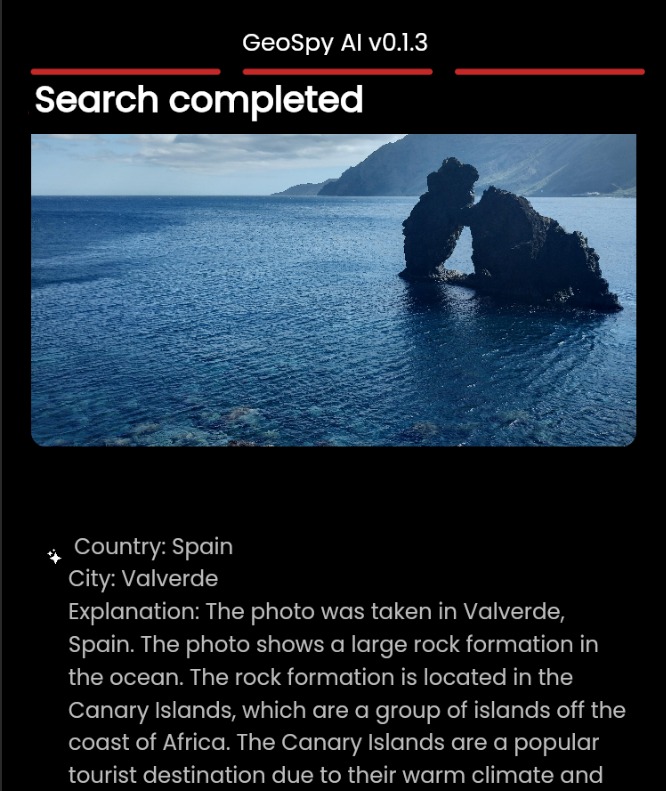 GeoSpy AI v0.1.3
Search completed
Country: Spain
City: Valverde
Explanation: The photo was taken in Valverde,
Spain. The photo shows a large rock formation in
the ocean. The rock formation is located in the
Canary Islands, which are a group of islands off the
coast of Africa. The Canary Islands are a popular
tourist destination due to their warm climate and